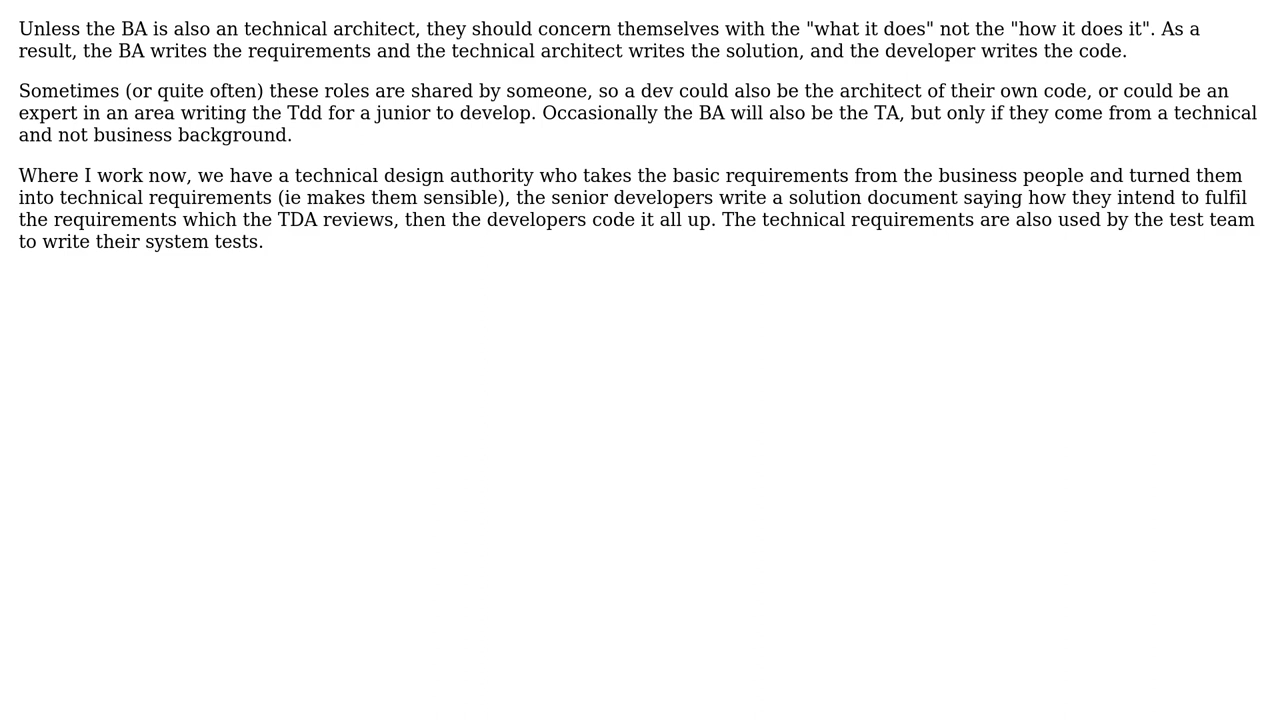 Unless the BA is also an technical architect, they should concern themselves with the "what it does" not the "how it does it". As a
result, the BA writes the requirements and the technical architect writes the solution, and the developer writes the code.
Sometimes (or quite often) these roles are shared by someone, so a dev could also be the architect of their own code, or could be an
expert in an area writing the Tdd for a junior to develop. Occasionally the BA will also be the TA, but only if they come from a technical
and not business background.
Where I work now, we have a technical design authority who takes the basic requirements from the business people and turned them
into technical requirements (ie makes them sensible), the senior developers write a solution document saying how they intend to fulfil
the requirements which the TDA reviews, then the developers code it all up. The technical requirements are also used by the test team
to write their system tests.